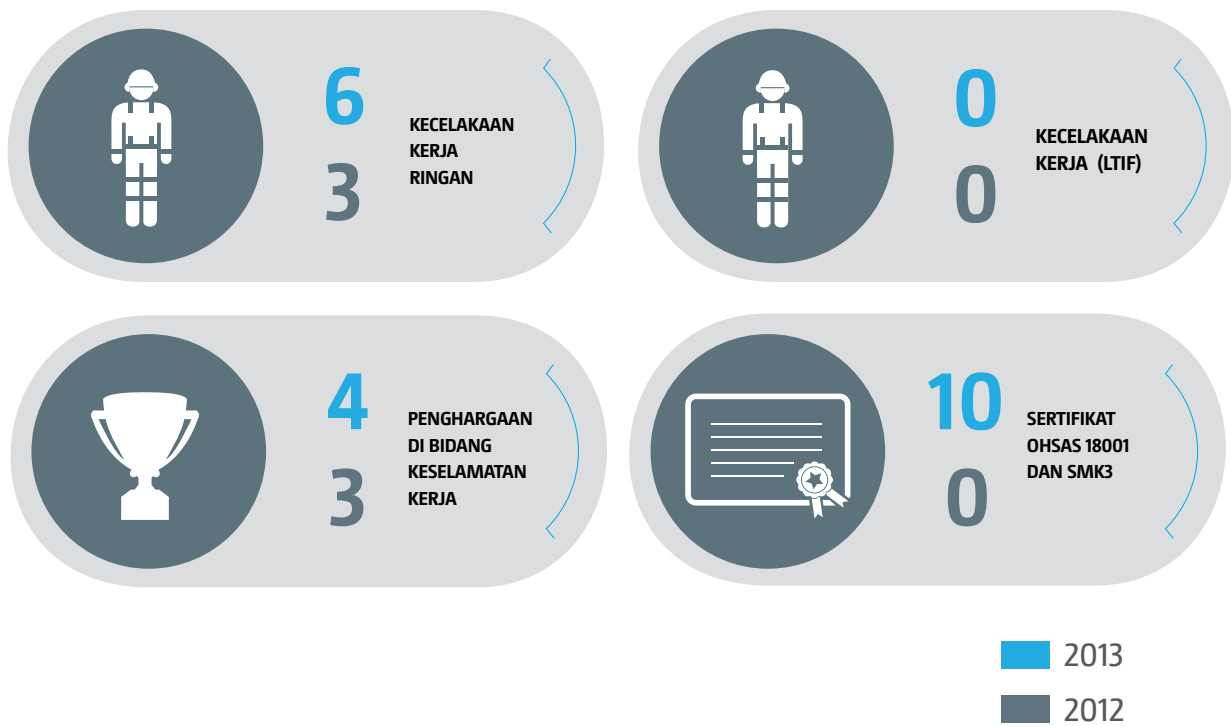 6
3
KECELAKAAN
KERJA
RINGAN
0
0
KECELAKAAN
KERJA (LTIF)
4
3
PENGHARGAAN
DI BIDANG
KESELAMATAN
KERJA
10
0
SERTIFIKAT
OHSAS 18001
DAN SMK3
2013
2012